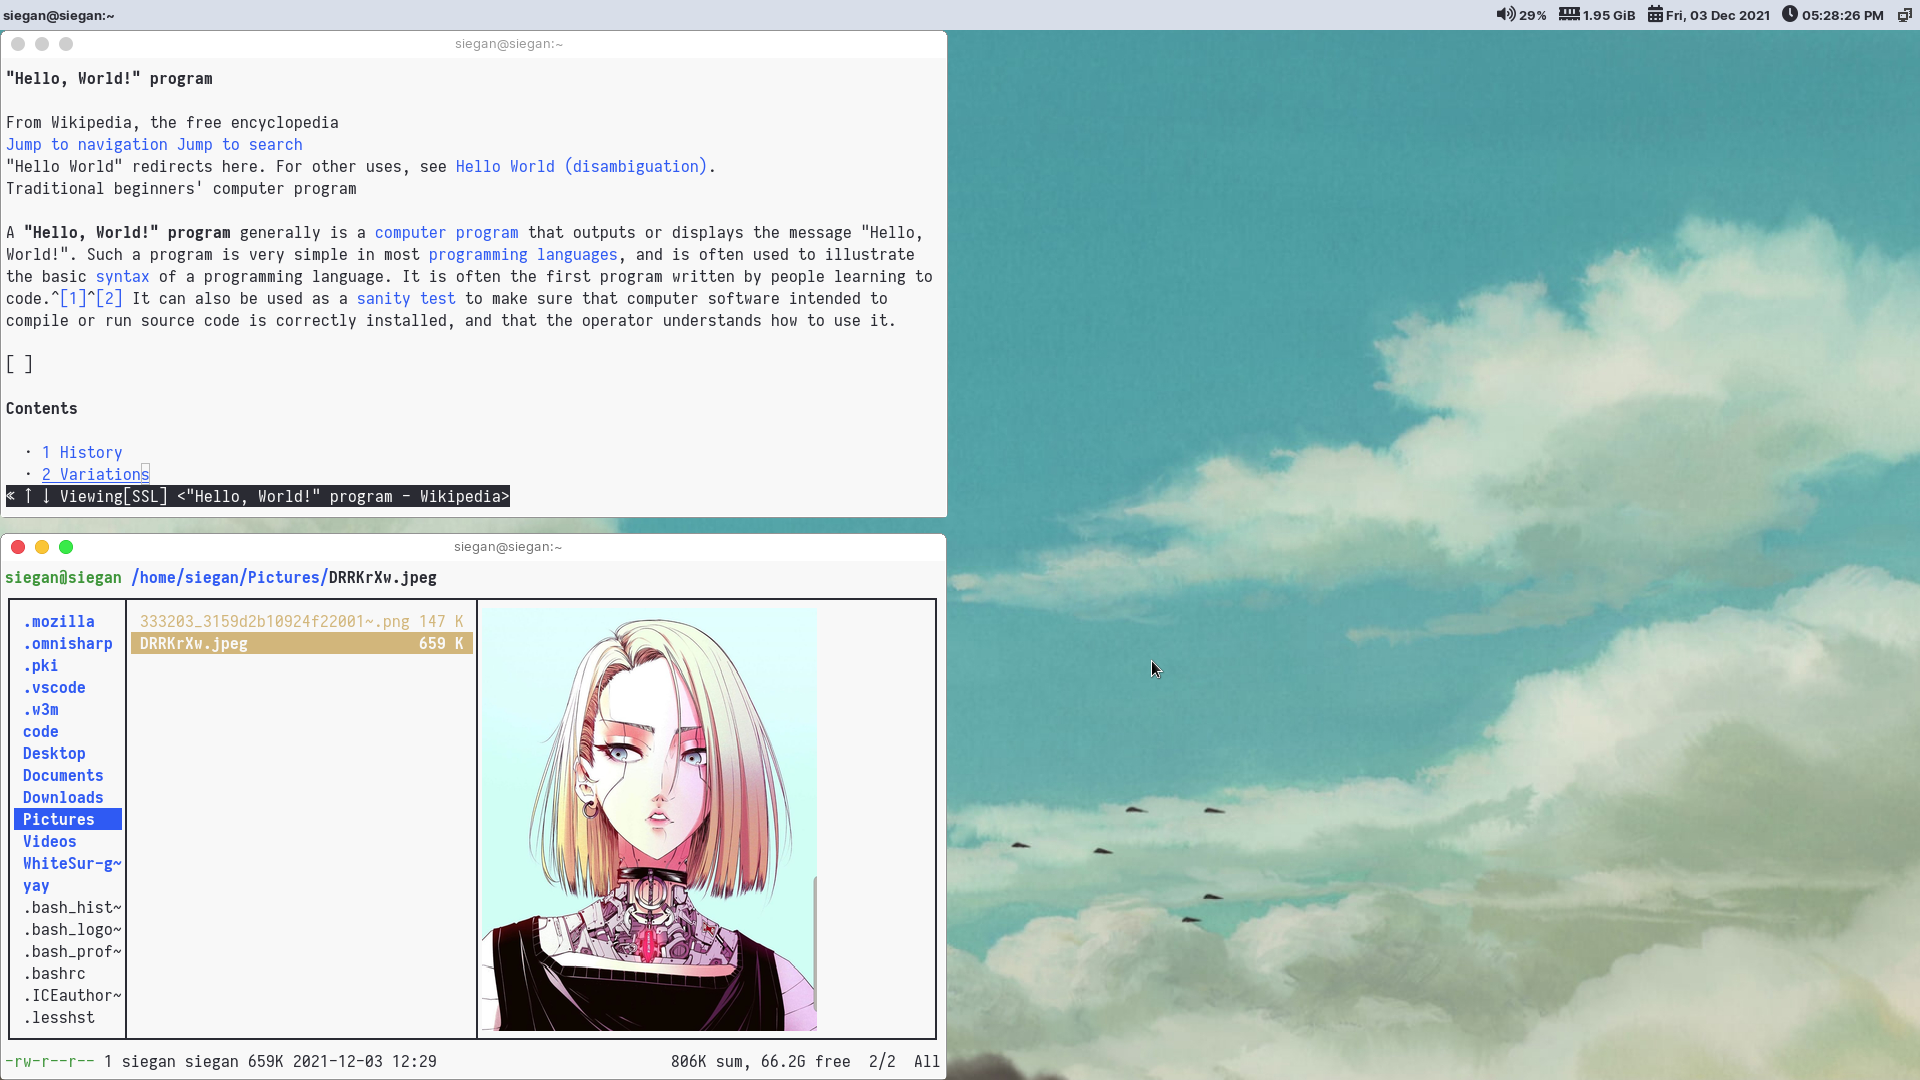 siegan@siegan:~
29% 1.95 GiB Fri, 03 Dec 2021 05:28:26 PM
siegan@siegan:~
"Hello, World!" program
From Wikipedia, the free encyclopedia
Jump to navigation Jump to search
"Hello World" redirects here. For other uses, see Hello World (disambiguation).
Traditional beginners' computer program
A "Hello, World!" program generally is a computer program that outputs or displays the message "Hello,
World!". Such a program is very simple in most programming languages, and is often used to illustrate
the basic syntax of a programming language. It is often the first program written by people learning to
code.^[1]^[2] It can also be used as a sanity test to make sure that computer software intended to
compile or run source code is correctly installed, and that the operator understands how to use it.
[ ]
Contents
· 1 History
· 2 Variations
≪ ↑ ↓ Viewing[SSL] <"Hello, World!" program - Wikipedia>
siegan@siegan:~
siegan@siegan /home/siegan/Pictures/DRRKrXw.jpeg
.mozilla
.omnisharp
.pki
.vscode
.w3m
code
Desktop
Documents
Downloads
Pictures
Videos
WhiteSur-g~
yay
.bash_hist~
.bash_logo~
.bash_prof~
.bashrc
.ICEauthor~
.lesshst
333203_3159d2b10924f22001~.png 147 K
DRRKrXw.jpeg 659 K
-rw-r--r-- 1 siegan siegan 659K 2021-12-03 12:29
806K sum, 66.2G free 2/2 All